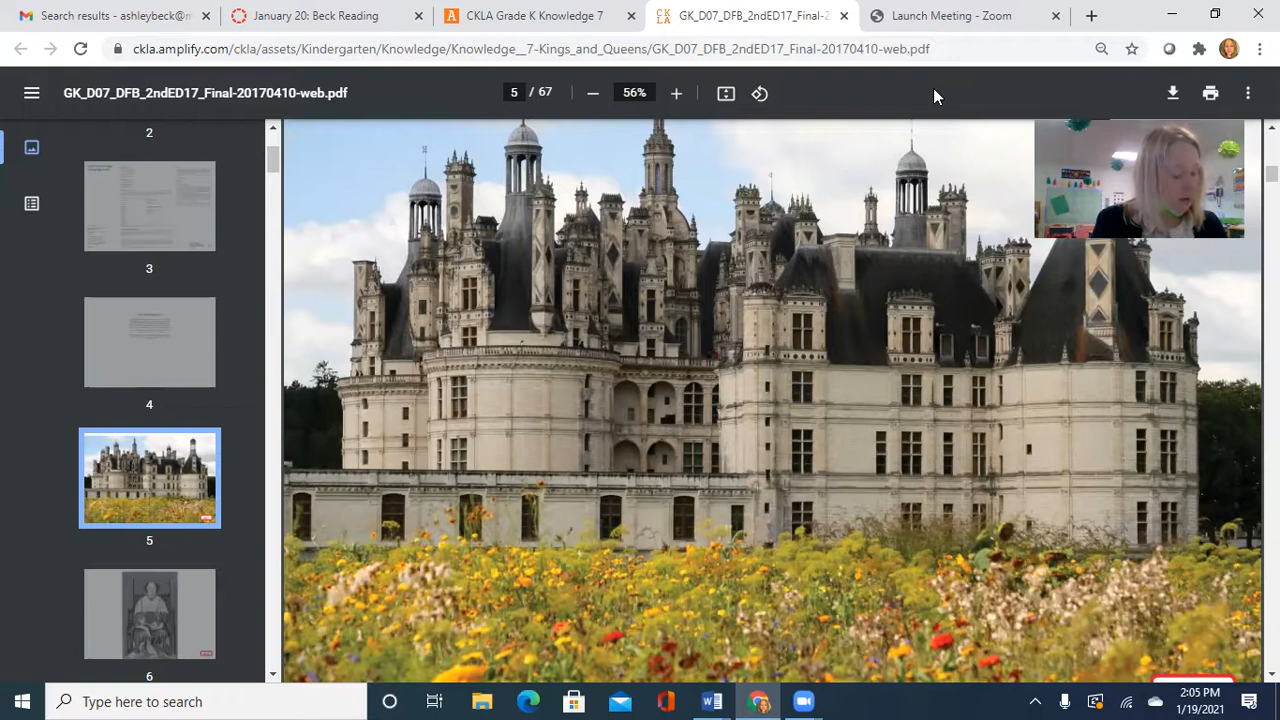 Search results - ashleybeck@m
January 20: Beck Reading
CKLA Grade K Knowledge 7
GK_D07_DFB_2ndED17_Final-2
Launch Meeting - Zoom
ckla.amplify.com/ckla/assets/Kindergarten/Knowledge/Knowledge__7-Kings_and_Queens/GK_D07_DFB_2ndED17_Final-20170410-web.pdf
GK_D07_DFB_2ndED17_Final-20170410-web.pdf
5 / 67
56%
2
3
4
5
6
Type here to search
2:05 PM
1/19/2021